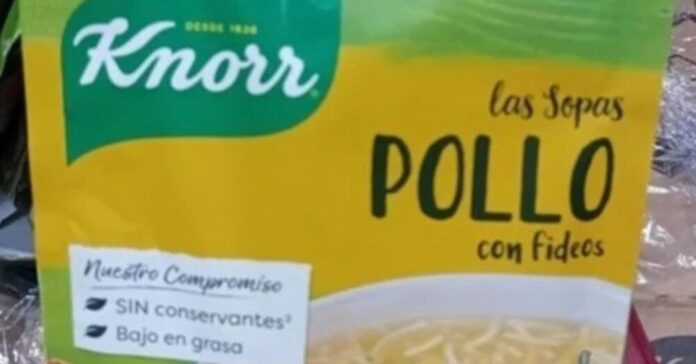 DESDE 1838
Knorr
las Sopas
POLLO
con fideos
Nuestro Compromiso
SIN conservantes²
Bajo en grasa